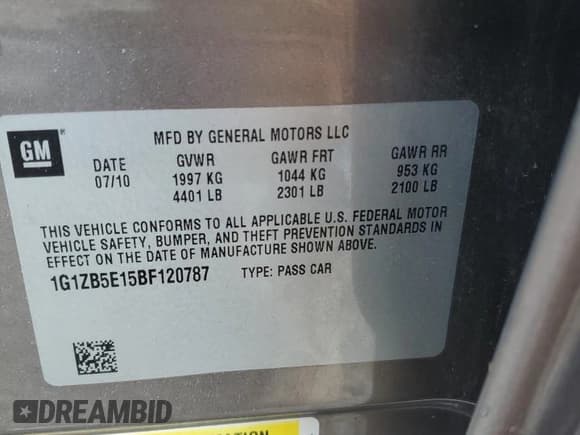 GM
MFD BY GENERAL MOTORS LLC
DATE GVWR GAWR FRT GAWR RR
07/10 1997 KG 1044 KG 953 KG
4401 LB 2301 LB 2100 LB
THIS VEHICLE CONFORMS TO ALL APPLICABLE U.S. FEDERAL MOTOR
VEHICLE SAFETY, BUMPER, AND THEFT PREVENTION STANDARDS IN
EFFECT ON THE DATE OF MANUFACTURE SHOWN ABOVE.
1G1ZB5E15BF120787 TYPE: PASS CAR
DREAMBID